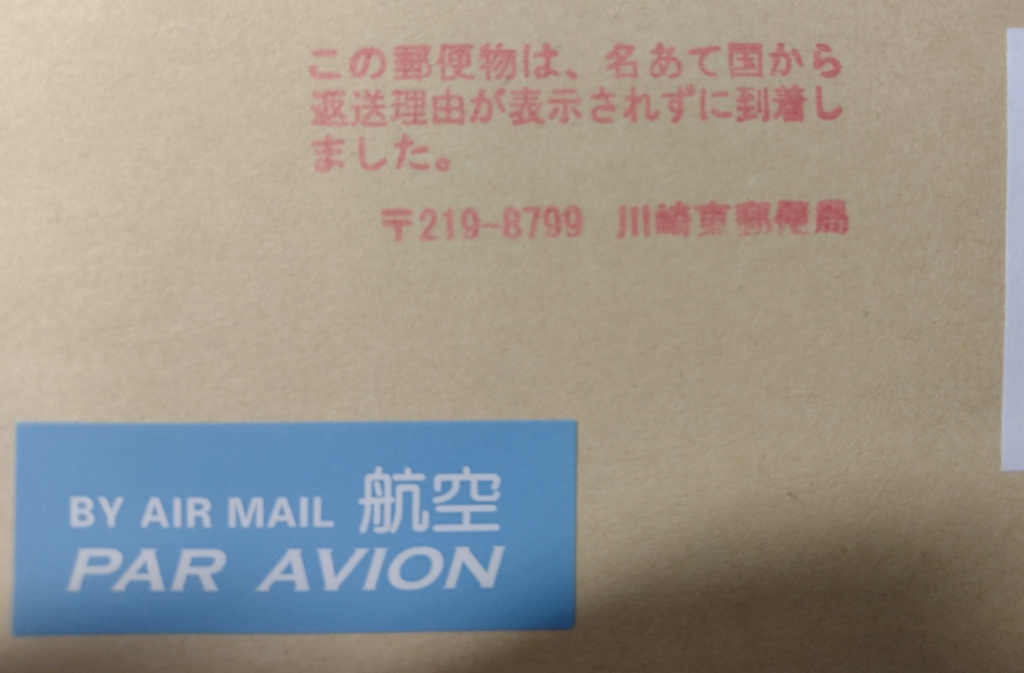 この郵便物は、名あて国から
返送理由が表示されずに到着し
ました。
〒219-8799 川崎東郵便局
BY AIR MAIL 航空
PAR AVION